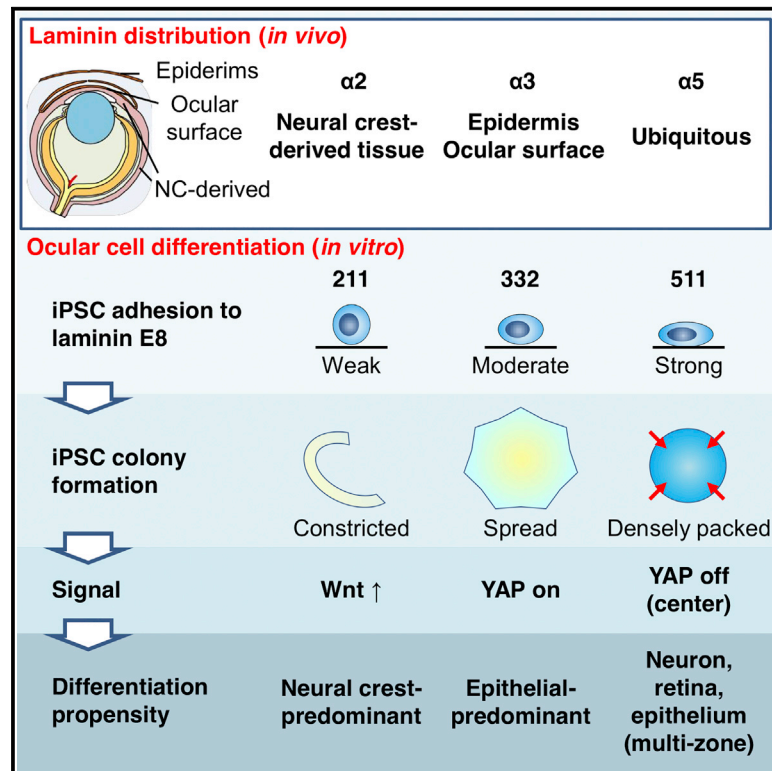 Laminin distribution (in vivo)
Epiderims
Ocular
surface
NC-derived
α2
Neural crest-
derived tissue
α3
Epidermis
Ocular surface
α5
Ubiquitous
Ocular cell differentiation (in vitro)
iPSC adhesion to
laminin E8
211
Weak
332
Moderate
511
Strong
iPSC colony
formation
Constricted
Spread
Densely packed
Signal
Wnt ↑
YAP on
YAP off
(center)
Differentiation
propensity
Neural crest-
predominant
Epithelial-
predominant
Neuron,
retina,
epithelium
(multi-zone)